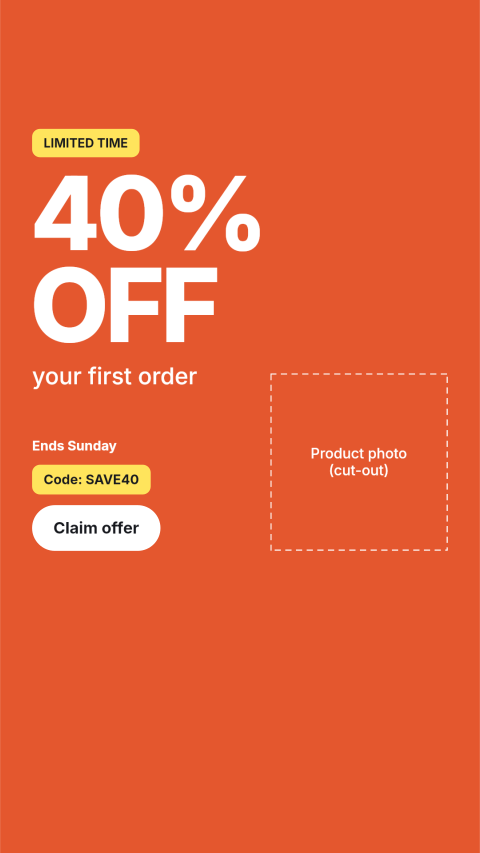 LIMITED TIME
40%
OFF
your first order
Ends Sunday
Code: SAVE40
Claim offer
Product photo
(cut-out)